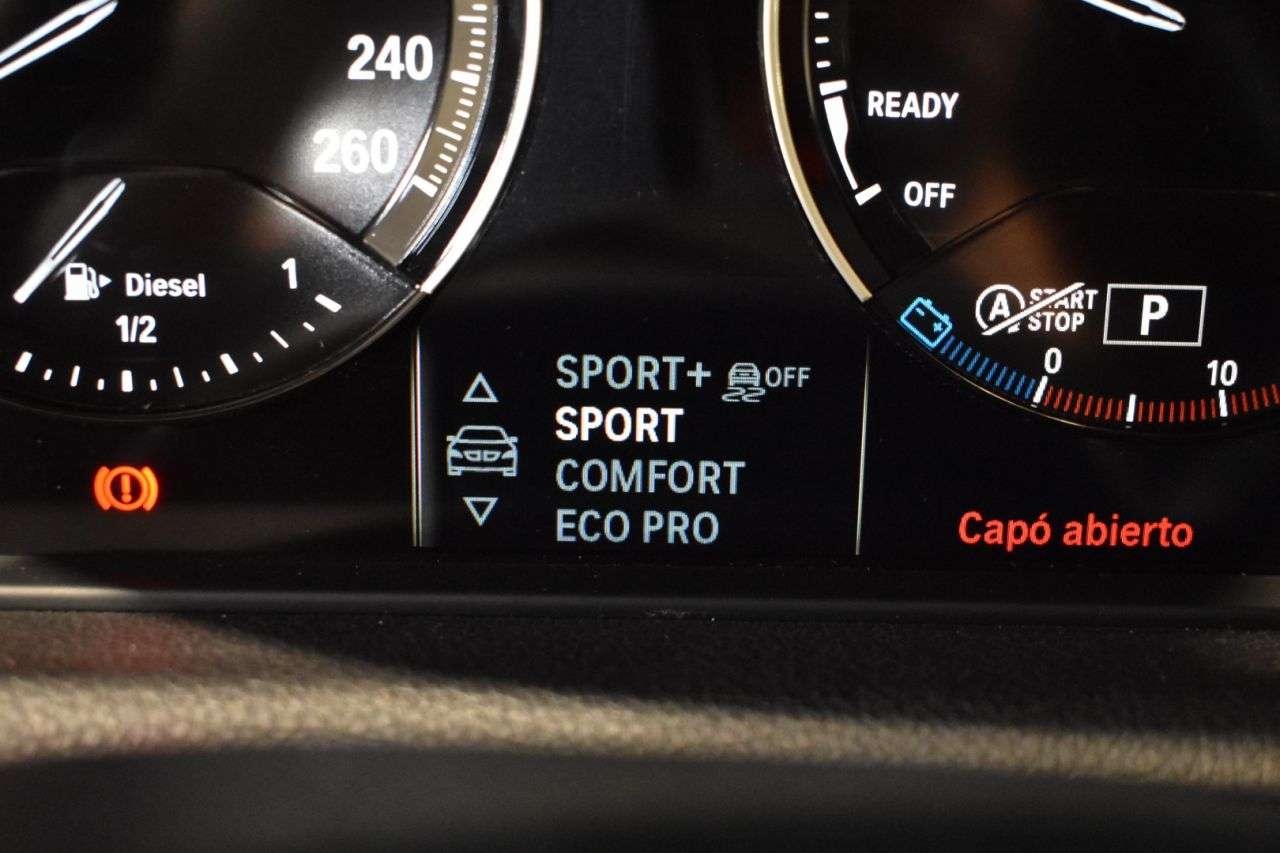 240
260
READY
OFF
Diesel
1
1/2
A START
STOP
P
0
10
SPORT+ OFF
SPORT
COMFORT
ECO PRO
Capó abierto